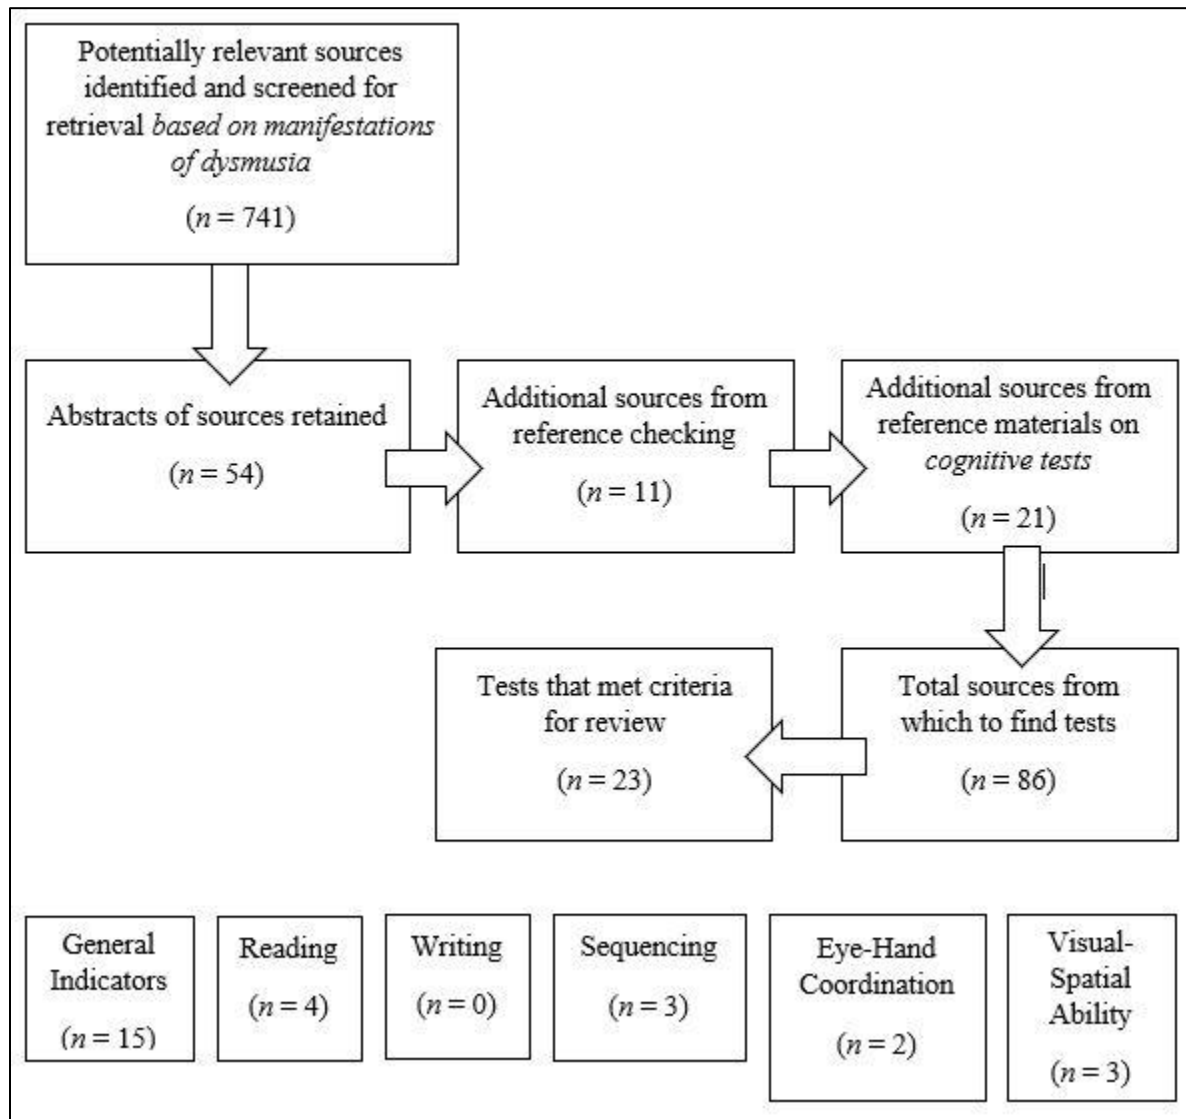 Potentially relevant sources
identified and screened for
retrieval based on manifestations
of dysmusia
(n = 741)
Abstracts of sources retained
(n = 54)
Additional sources from
reference checking
(n = 11)
Additional sources from
reference materials on
cognitive tests
(n = 21)
Tests that met criteria
for review
(n = 23)
Total sources from
which to find tests
(n = 86)
General
Indicators
(n = 15)
Reading
(n = 4)
Writing
(n = 0)
Sequencing
(n = 3)
Eye-Hand
Coordination
(n = 2)
Visual-
Spatial
Ability
(n = 3)